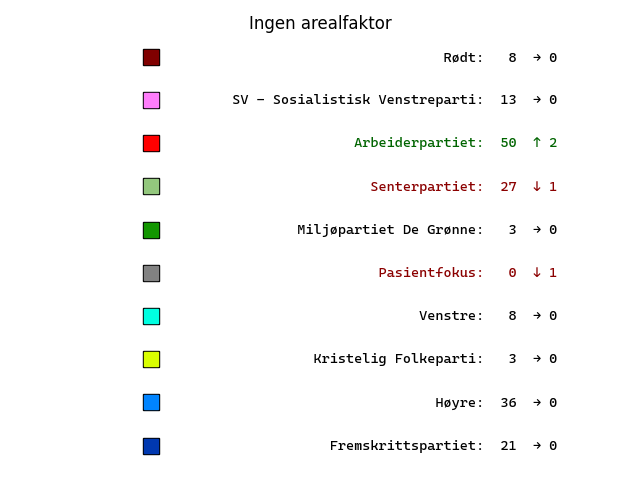 Ingen arealfaktor
Rødt: 8 → 0
SV – Sosialistisk Venstreparti: 13 → 0
Arbeiderpartiet: 50 ↑ 2
Senterpartiet: 27 ↓ 1
Miljøpartiet De Grønne: 3 → 0
Pasientfokus: 0 ↓ 1
Venstre: 8 → 0
Kristelig Folkeparti: 3 → 0
Høyre: 36 → 0
Fremskrittspartiet: 21 → 0